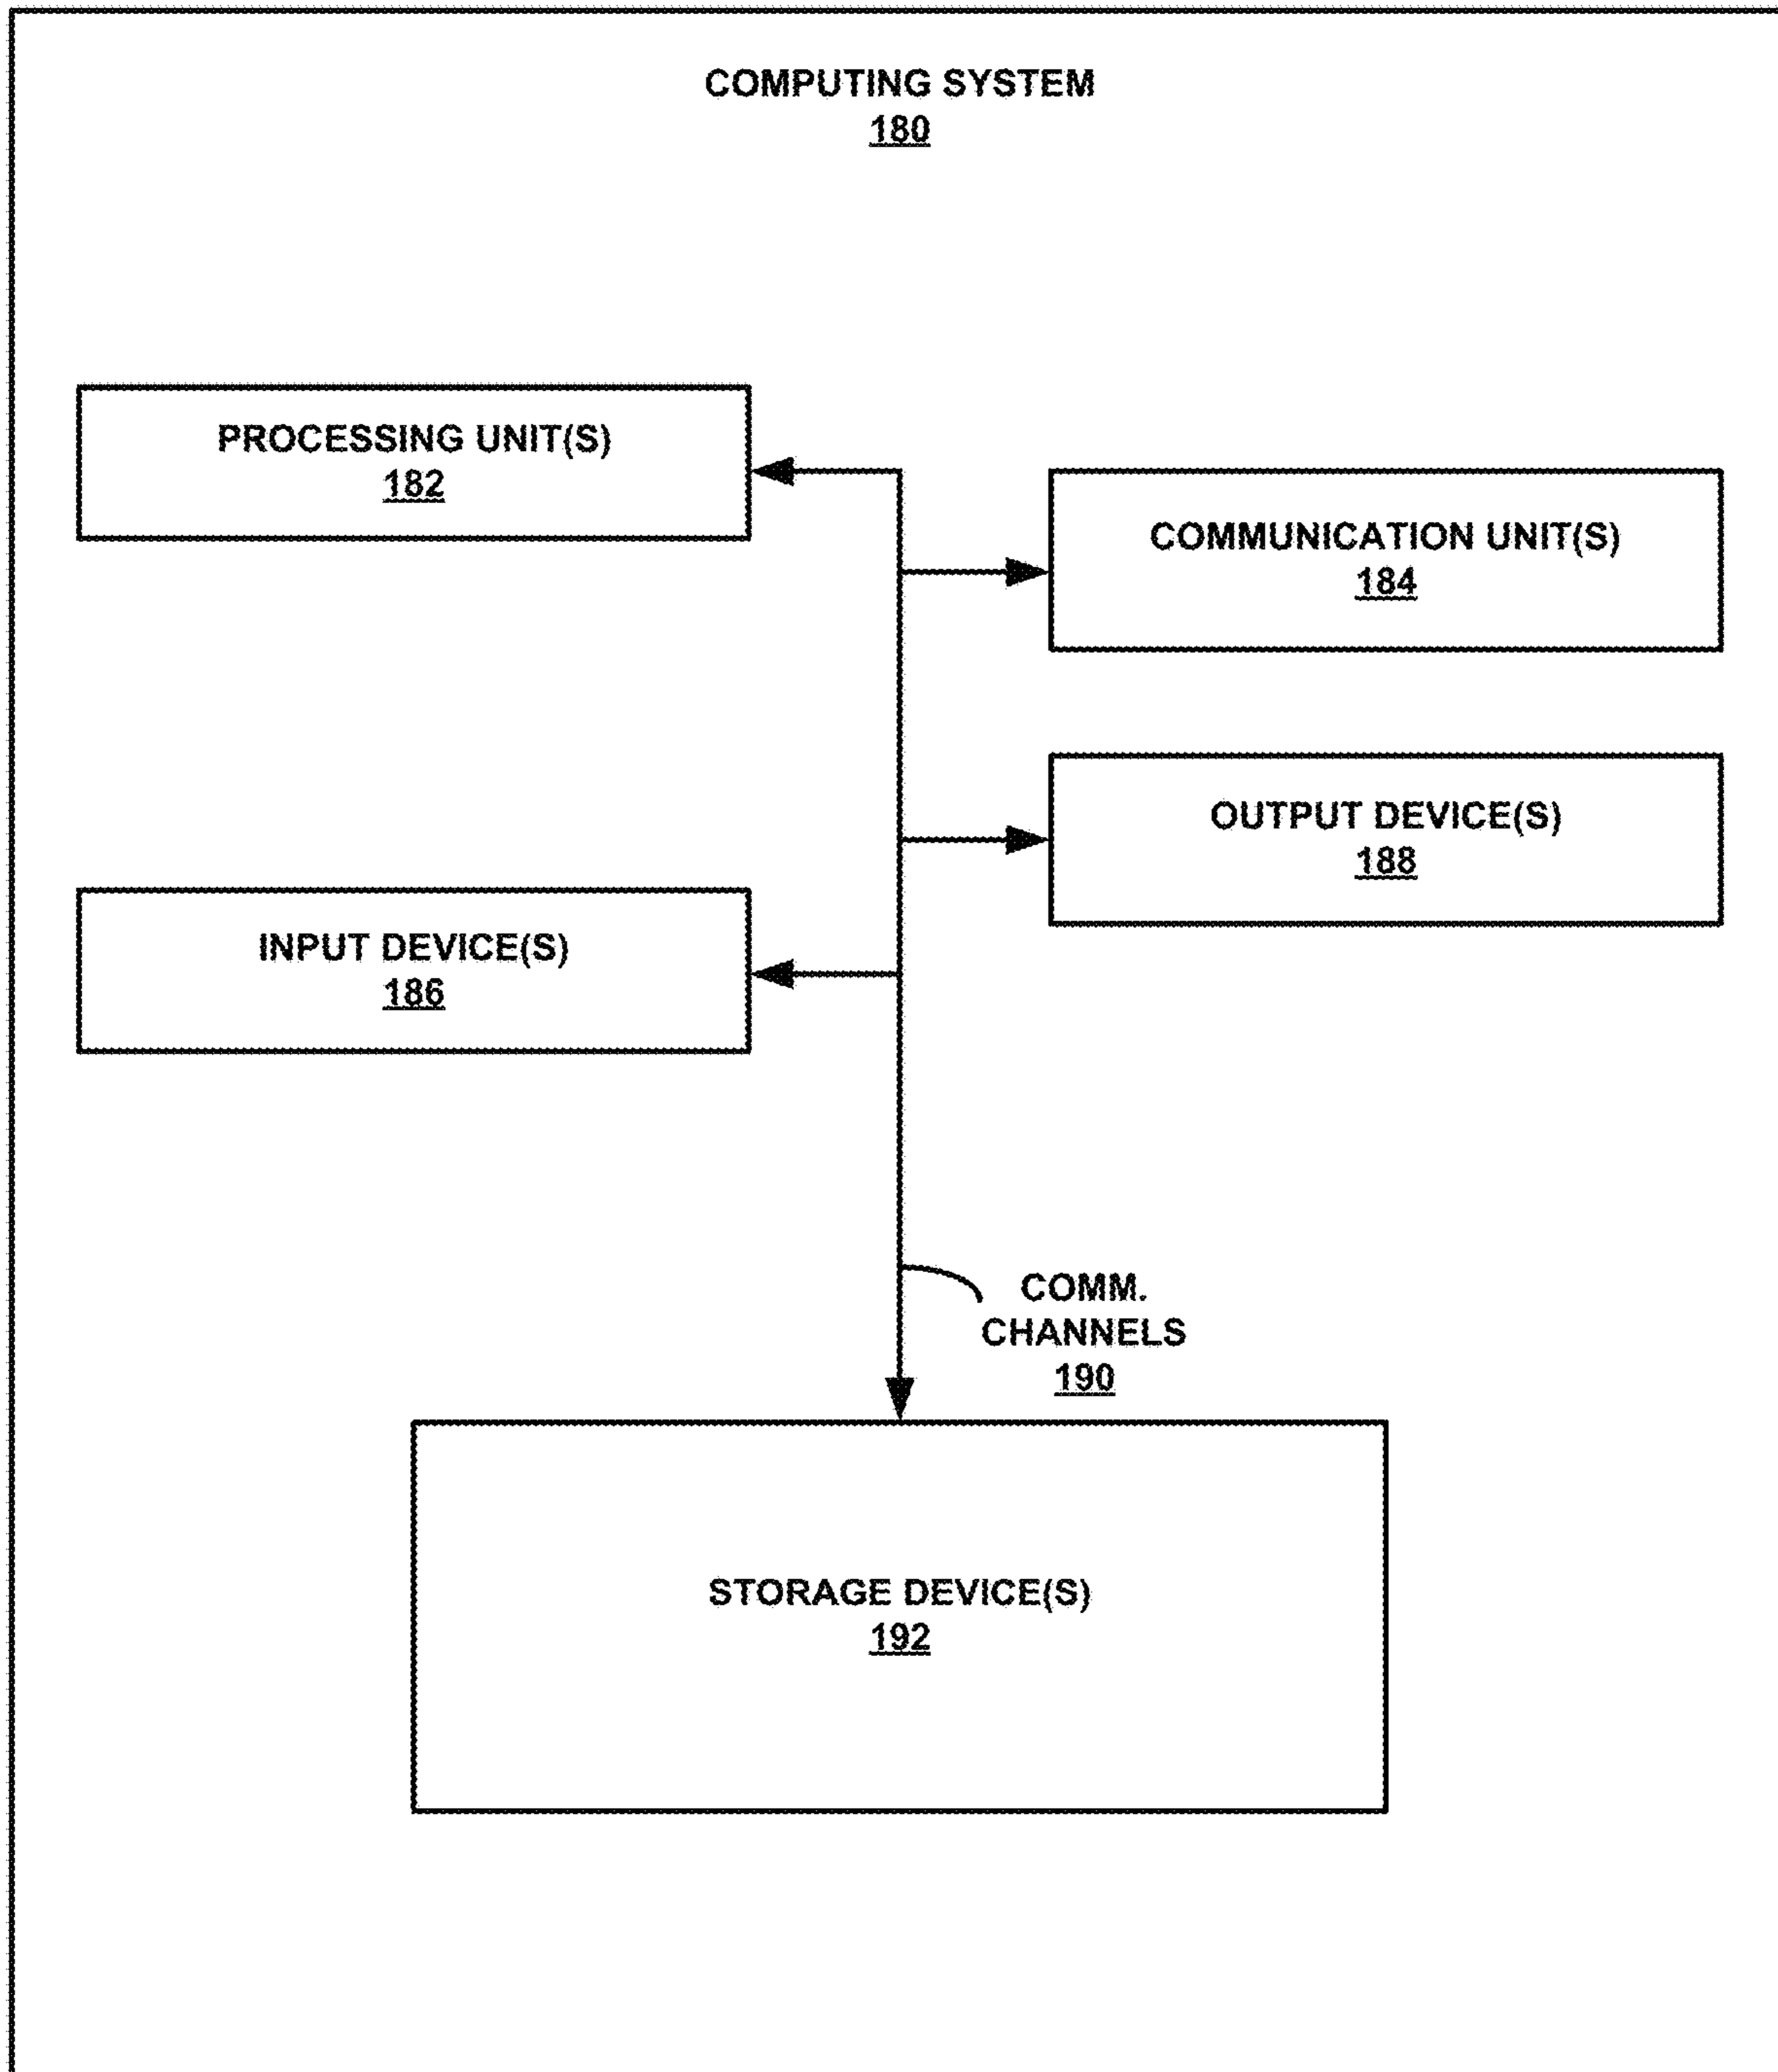 COMPUTING SYSTEM
180
PROCESSING UNIT(S)
182
COMMUNICATION UNIT(S)
184
OUTPUT DEVICE(S)
188
INPUT DEVICE(S)
186
COMM.
CHANNELS
190
STORAGE DEVICE(S)
192